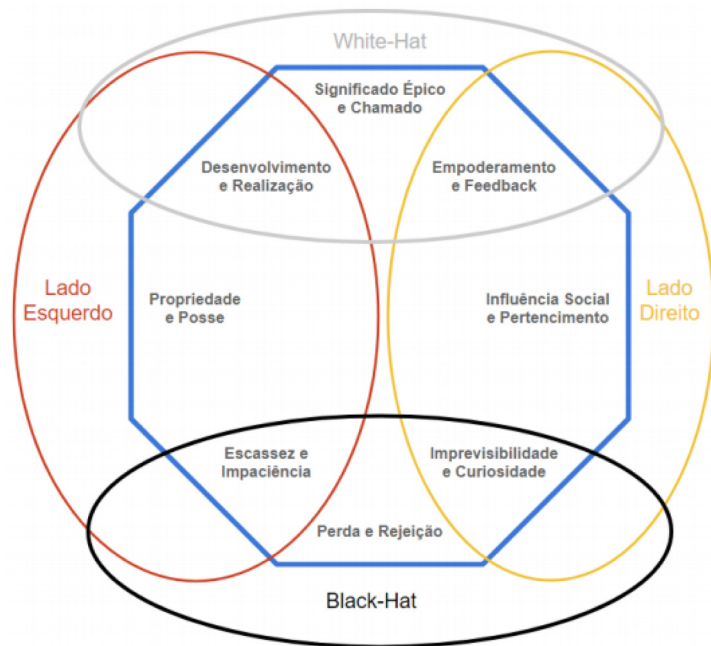 White-Hat
Significado Épico
e Chamado
Desenvolvimento
e Realização
Empoderamento
e Feedback
Lado
Esquerdo
Propriedade
e Posse
Influência Social
e Pertencimento
Lado
Direito
Escassez e
Impaciência
Imprevisibilidade
e Curiosidade
Perda e Rejeição
Black-Hat